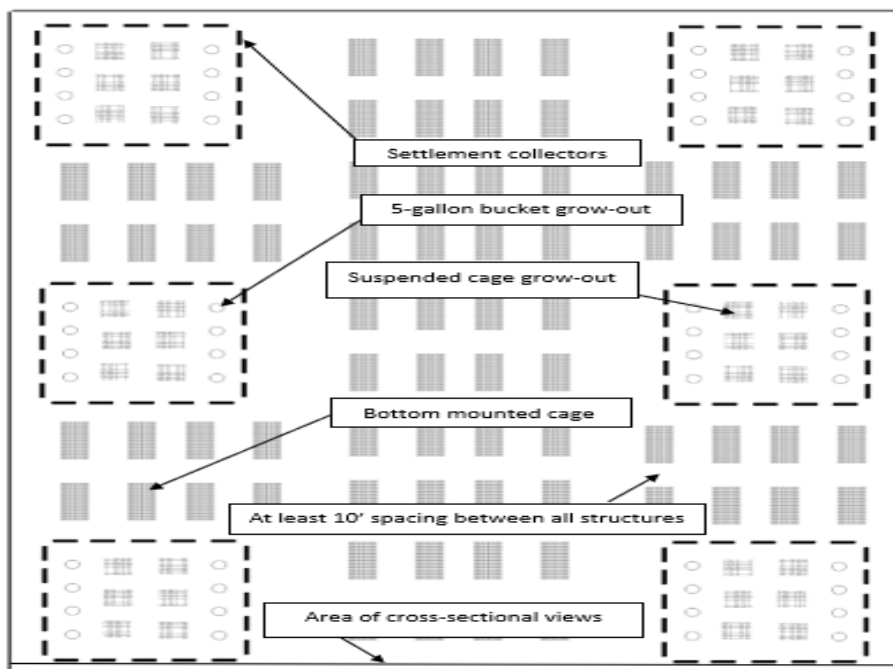 Settlement collectors
5-gallon bucket grow-out
Suspended cage grow-out
Bottom mounted cage
At least 10' spacing between all structures
Area of cross-sectional views